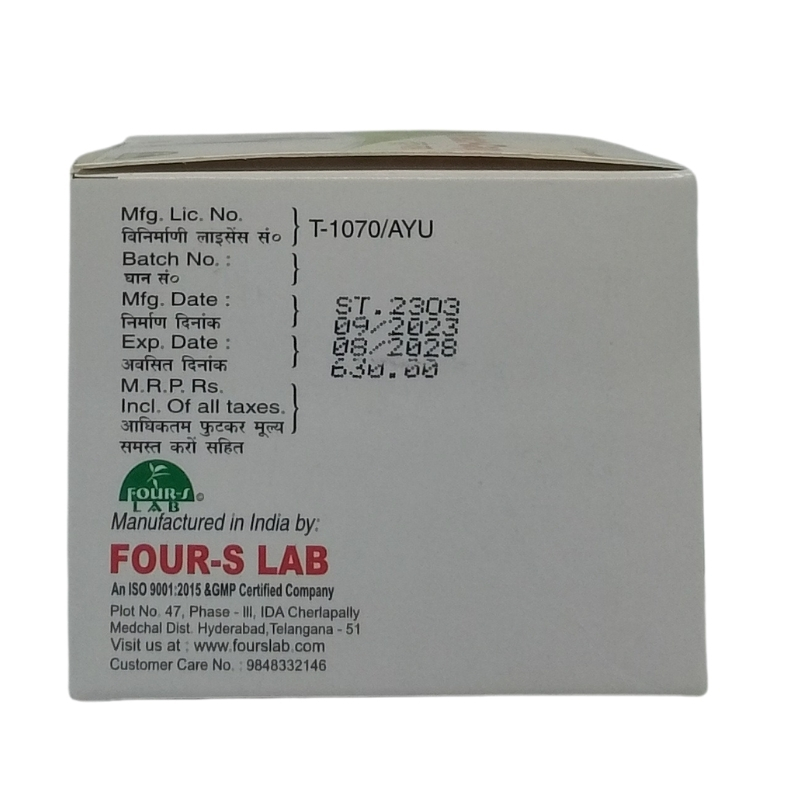 Mfg. Lic. No.
विनिर्माणी लाइसेंस सं०
T-1070/AYU
Batch No. :
घान सं०
ST.2303
Mfg. Date :
निर्माण दिनांक
09/2023
Exp. Date :
अवसित दिनांक
08/2028
M.R.P. Rs.
Incl. Of all taxes.
630.00
आधिकतम फुटकर मूल्य
समस्त करों सहित
FOUR-S
LAB
©
Manufactured in India by:
FOUR-S LAB
An ISO 9001:2015 &GMP Certified Company
Plot No. 47, Phase - III, IDA Cherlapally
Medchal Dist. Hyderabad,Telangana - 51
Visit us at : www.fourslab.com
Customer Care No. : 9848332146